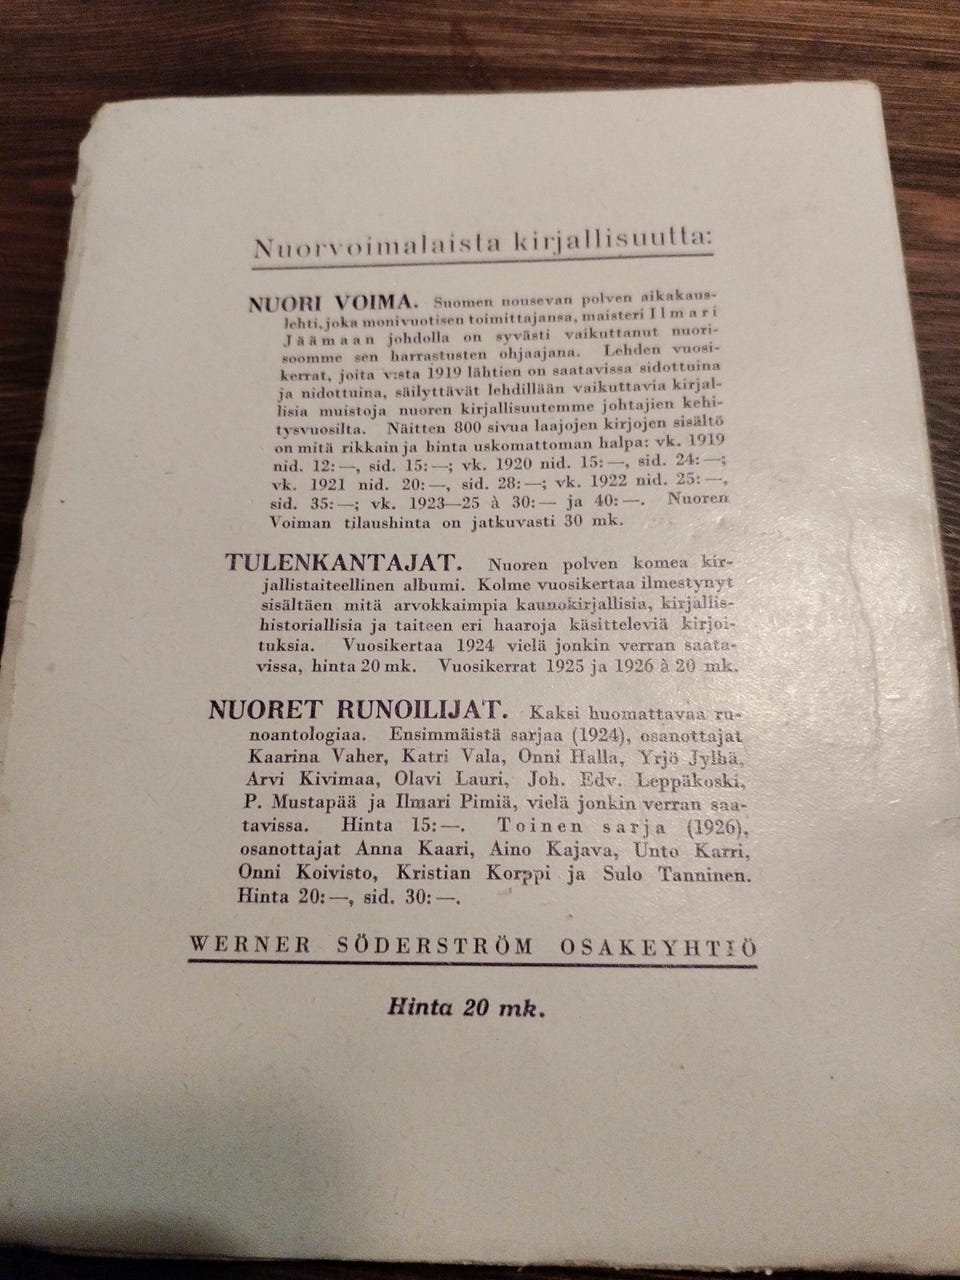 Nuorvoimalaista kirjallisuutta:
NUORI VOIMA. Suomen nousevan polven aikakaus-
lehti, joka monivuotisen toimittajansa, maisteri Ilmari
Jäämaan johdolla on syvästi vaikuttanut nuori-
soomme sen harrastusten ohjaajana. Lehden vuosi-
kerrat, joita v:sta 1919 lähtien on saatavissa sidottuina
ja nidottuina, säilyttävät lehdillään vaikuttavia kirjal-
lisia muistoja nuoren kirjallisuutemme johtajien kehi-
tysvuosilta. Näitten 800 sivua laajojen kirjojen sisältö
on mitä rikkain ja hinta uskomattoman halpa: vk. 1919
nid. 12:—, sid. 15:—; vk. 1920 nid. 15:—, sid. 24:—;
vk. 1921 nid. 20:—, sid. 28:—; vk. 1922 nid. 25:—,
sid. 35:—; vk. 1923—25 à 30:— ja 40:—. Nuoren
Voiman tilaushinta on jatkuvasti 30 mk.
TULENKANTAJAT. Nuoren polven komea kir-
jallistaiteellinen albumi. Kolme vuosikertaa ilmestynyt
sisältäen mitä arvokkaimpia kaunokirjallisia, kirjallis-
historiallisia ja taiteen eri haaroja käsitteleviä kirjoi-
tuksia. Vuosikertaa 1924 vielä jonkin verran saata-
vissa, hinta 20 mk. Vuosikerrat 1925 ja 1926 à 20 mk.
NUORET RUNOILIJAT. Kaksi huomattavaa ru-
noantologiaa. Ensimmäistä sarjaa (1924), osanottajat
Kaarina Vaher, Katri Vala, Onni Halla, Yrjö Jylhä,
Arvi Kivimaa, Olavi Lauri, Joh. Edv. Leppäkoski,
P. Mustapää ja Ilmari Pimiä, vielä jonkin verran saa-
tavissa. Hinta 15:—. Toinen sarja (1926),
osanottajat Anna Kaari, Aino Kajava, Unto Karri,
Onni Koivisto, Kristian Korppi ja Sulo Tanninen.
Hinta 20:—, sid. 30:—.
WERNER SÖDERSTRÖM OSAKEYHTIÖ
Hinta 20 mk.